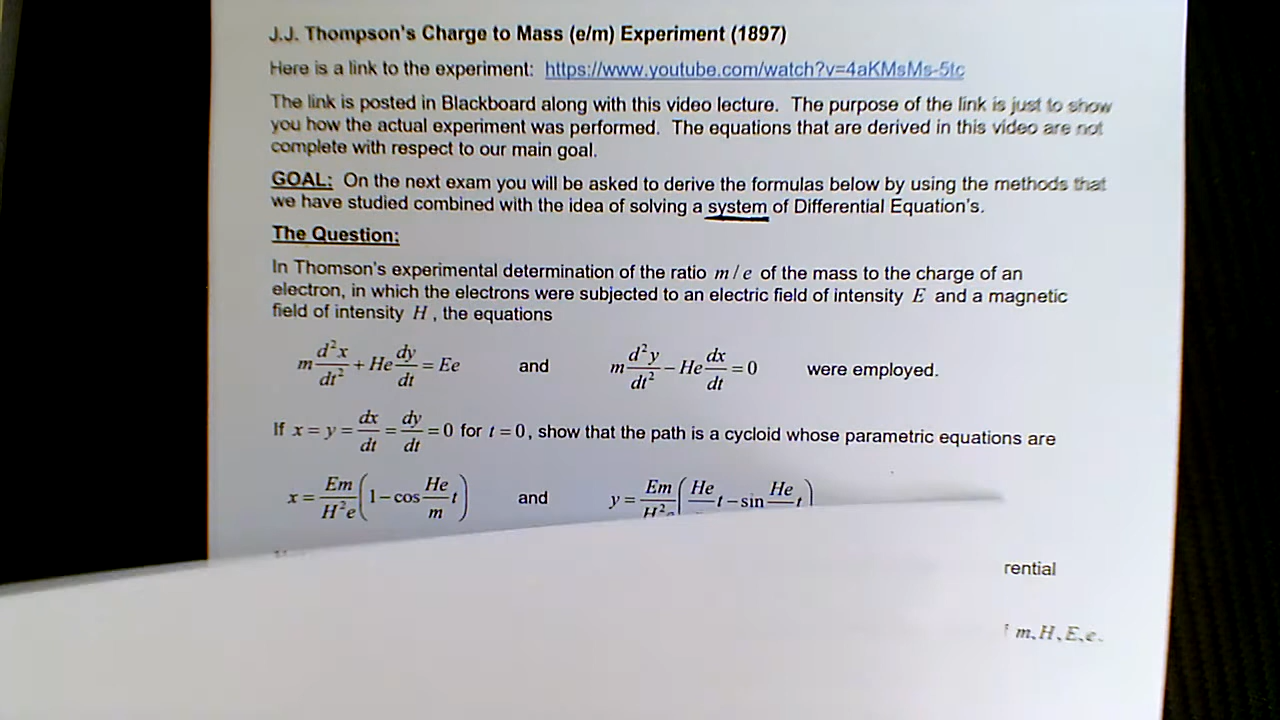 J.J. Thompson's Charge to Mass (e/m) Experiment (1897)
Here is a link to the experiment: https://www.youtube.com/watch?v=4aKMsMs-5tc
The link is posted in Blackboard along with this video lecture. The purpose of the link is just to show
you how the actual experiment was performed. The equations that are derived in this video are not
complete with respect to our main goal.
GOAL: On the next exam you will be asked to derive the formulas below by using the methods that
we have studied combined with the idea of solving a system of Differential Equation's.
The Question:
In Thomson's experimental determination of the ratio m / e of the mass to the charge of an
electron, in which the electrons were subjected to an electric field of intensity E and a magnetic
field of intensity H , the equations
m d²x/dt² + He dy/dt = Ee and m d²y/dt² − He dx/dt = 0 were employed.
If x = y = dx/dt = dy/dt = 0 for t = 0, show that the path is a cycloid whose parametric equations are
x = Em/H²e (1 − cos He/m t) and y = Em/H² ( He t − sin He t )
rential
m, H, E, e.